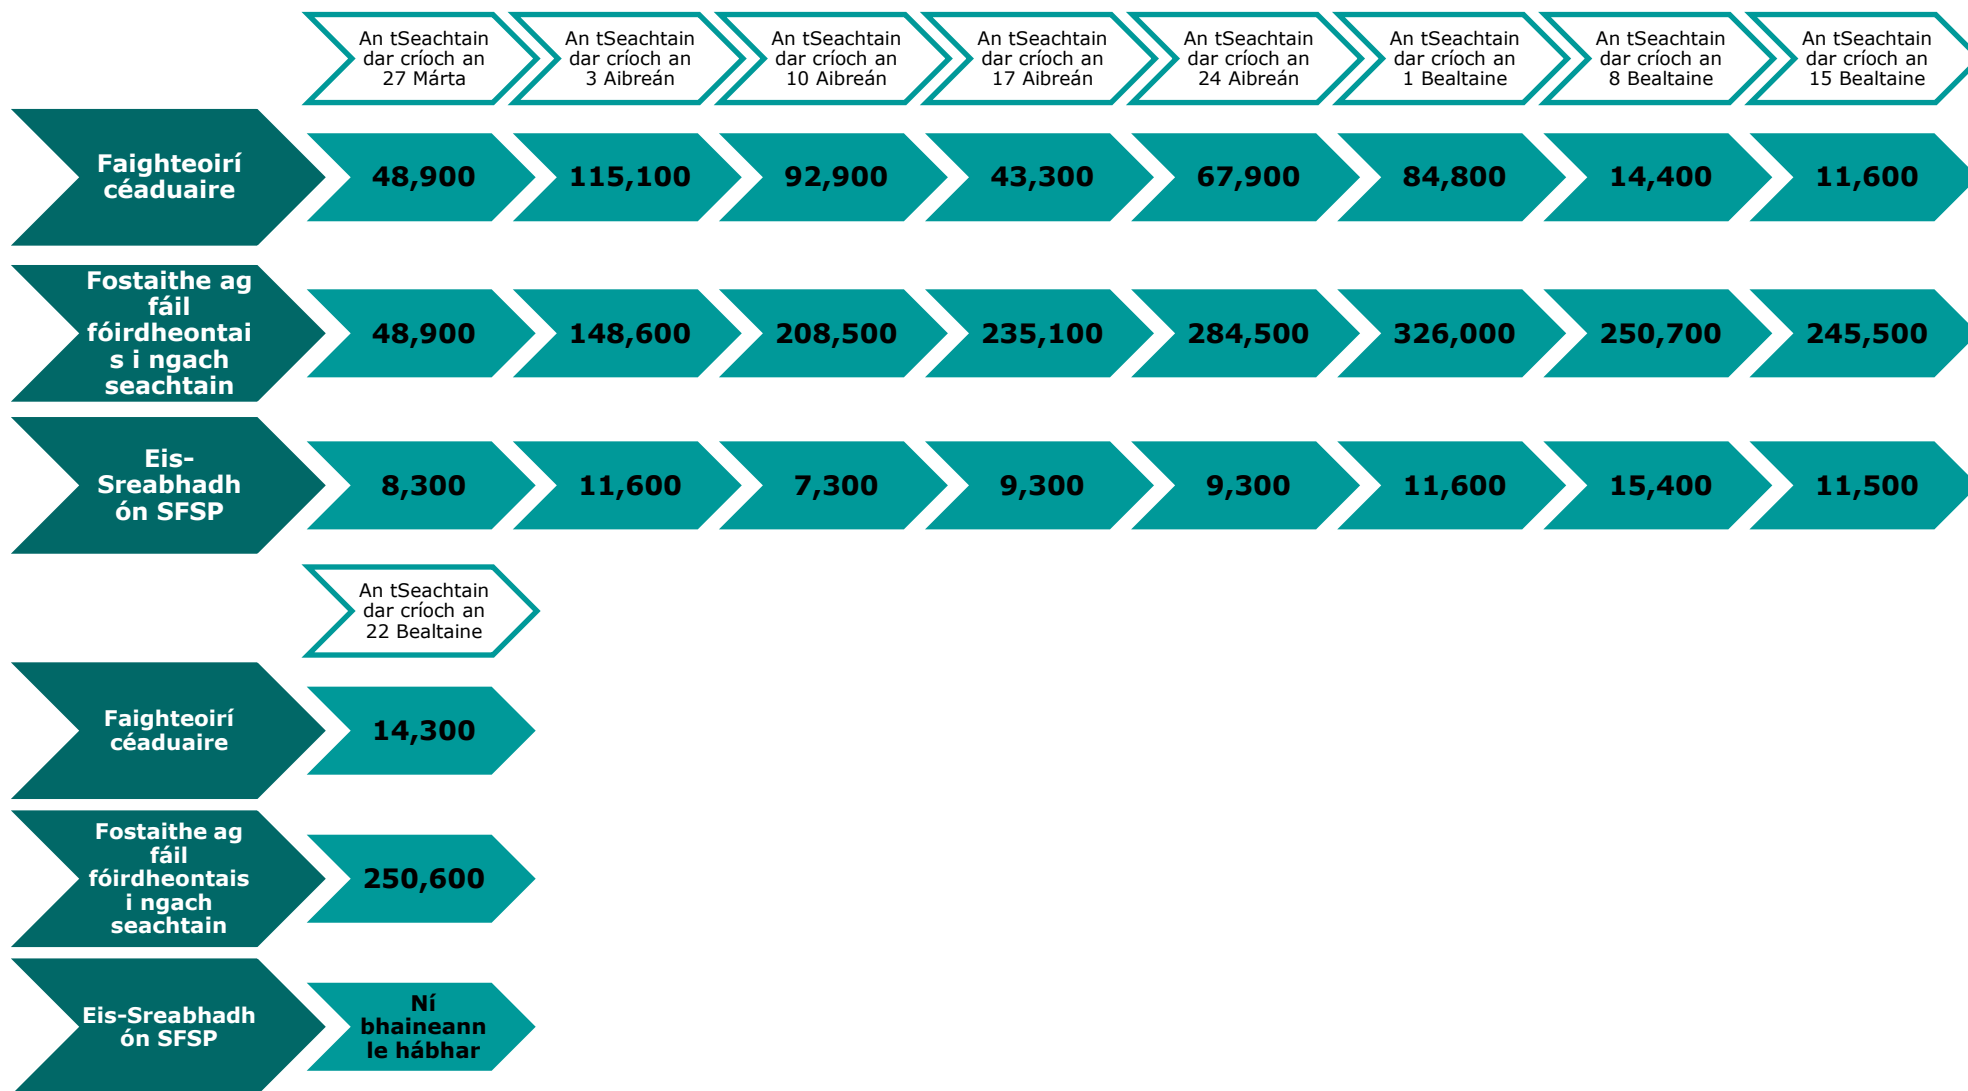 An tSeachtain
dar críoch an
27 Márta
An tSeachtain
dar críoch an
3 Aibreán
An tSeachtain
dar críoch an
10 Aibreán
An tSeachtain
dar críoch an
17 Aibreán
An tSeachtain
dar críoch an
24 Aibreán
An tSeachtain
dar críoch an
1 Bealtaine
An tSeachtain
dar críoch an
8 Bealtaine
An tSeachtain
dar críoch an
15 Bealtaine
Faighteoirí
céaduaire
48,900
115,100
92,900
43,300
67,900
84,800
14,400
11,600
Fostaithe ag
fáil
fóirdheontai
s i ngach
seachtain
48,900
148,600
208,500
235,100
284,500
326,000
250,700
245,500
Eis-
Sreabhadh
ón SFSP
8,300
11,600
7,300
9,300
9,300
11,600
15,400
11,500
An tSeachtain
dar críoch an
22 Bealtaine
Faighteoirí
céaduaire
14,300
Fostaithe ag
fáil
fóirdheontais
i ngach
seachtain
250,600
Eis-Sreabhadh
ón SFSP
Ní
bhaineann
le hábhar